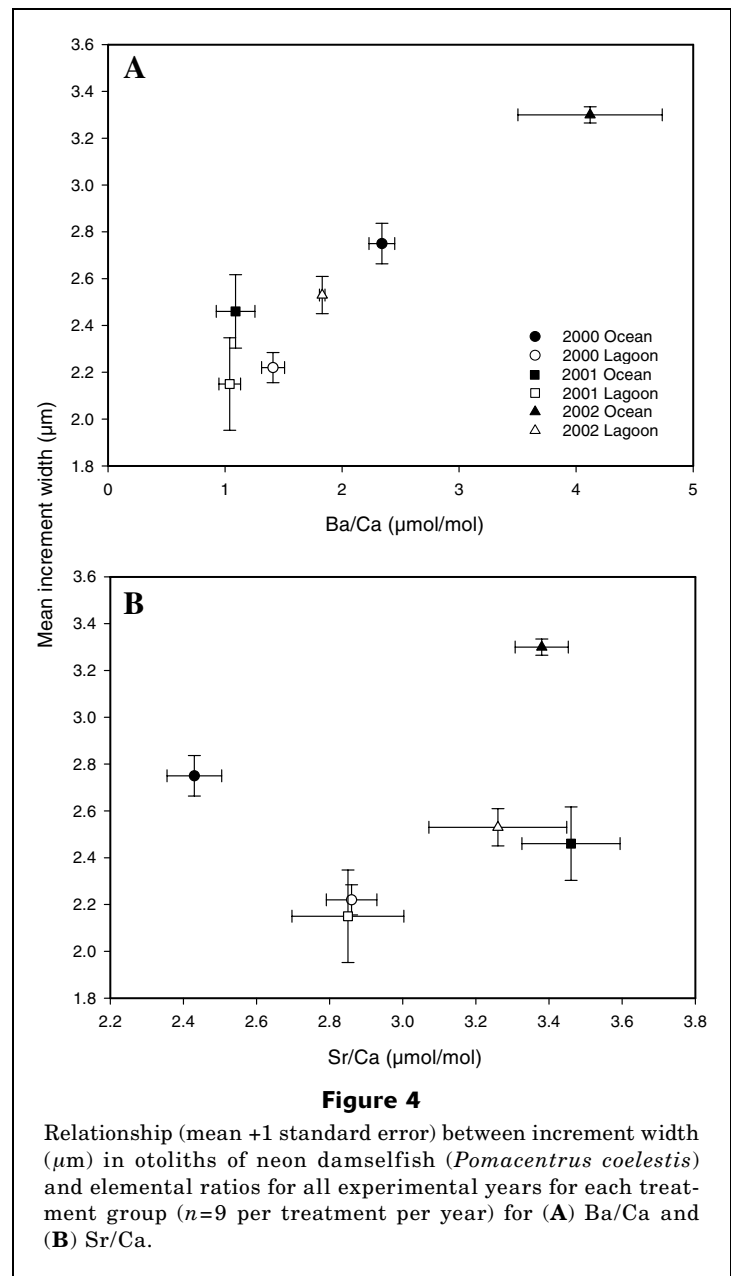 A
3.6
3.4
3.2
3.0
2.8
2.6
2.4
2.2
2.0
1.8
2000 Ocean
2000 Lagoon
2001 Ocean
2001 Lagoon
2002 Ocean
2002 Lagoon
0 1 2 3 4 5
Ba/Ca (µmol/mol)
Mean increment width (µm)
B
3.6
3.4
3.2
3.0
2.8
2.6
2.4
2.2
2.0
1.8
2.2 2.4 2.6 2.8 3.0 3.2 3.4 3.6 3.8
Sr/Ca (µmol/mol)
Figure 4
Relationship (mean +1 standard error) between increment width
(µm) in otoliths of neon damselfish (Pomacentrus coelestis)
and elemental ratios for all experimental years for each treat-
ment group (n=9 per treatment per year) for (A) Ba/Ca and
(B) Sr/Ca.